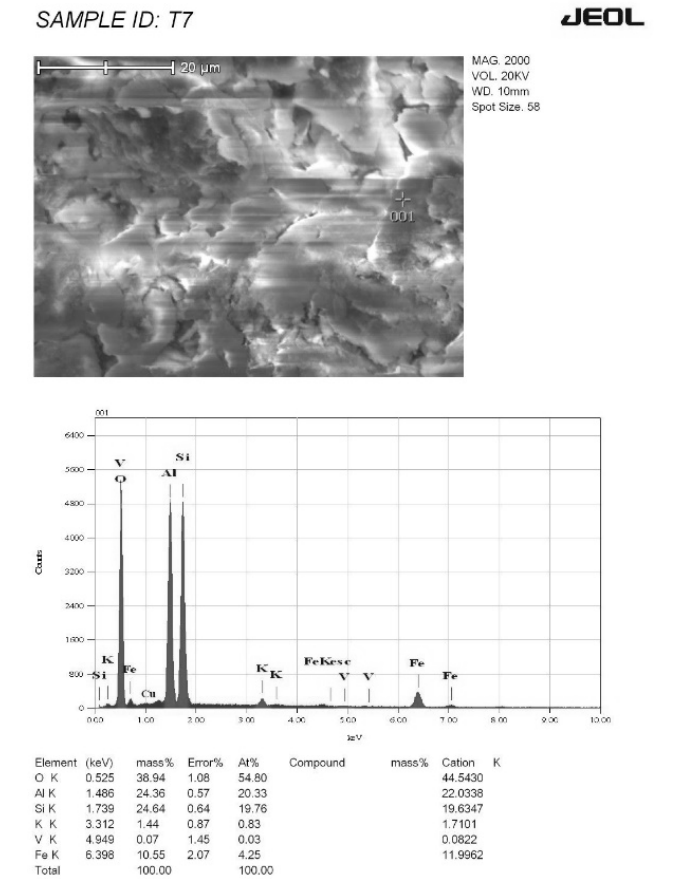 SAMPLE ID: T7
JEOL
20 µm
MAG. 2000
VOL. 20KV
WD. 10mm
Spot Size. 58
001
001
6400
5600
4800
4000
3200
2400
1600
800
0
Counts
V
O
Al
Si
Si
K
Fe
Cu
K
K
FeKesc
V
V
Fe
Fe
0.00 1.00 2.00 3.00 4.00 5.00 6.00 7.00 8.00 9.00 10.00
keV
Element (keV) mass% Error% At% Compound mass% Cation K
O K 0.525 38.94 1.08 54.80 44.5430
Al K 1.486 24.36 0.57 20.33 22.0338
Si K 1.739 24.64 0.64 19.76 19.6347
K K 3.312 1.44 0.87 0.83 1.7101
V K 4.949 0.07 1.45 0.03 0.0822
Fe K 6.398 10.55 2.07 4.25 11.9962
Total 100.00 100.00